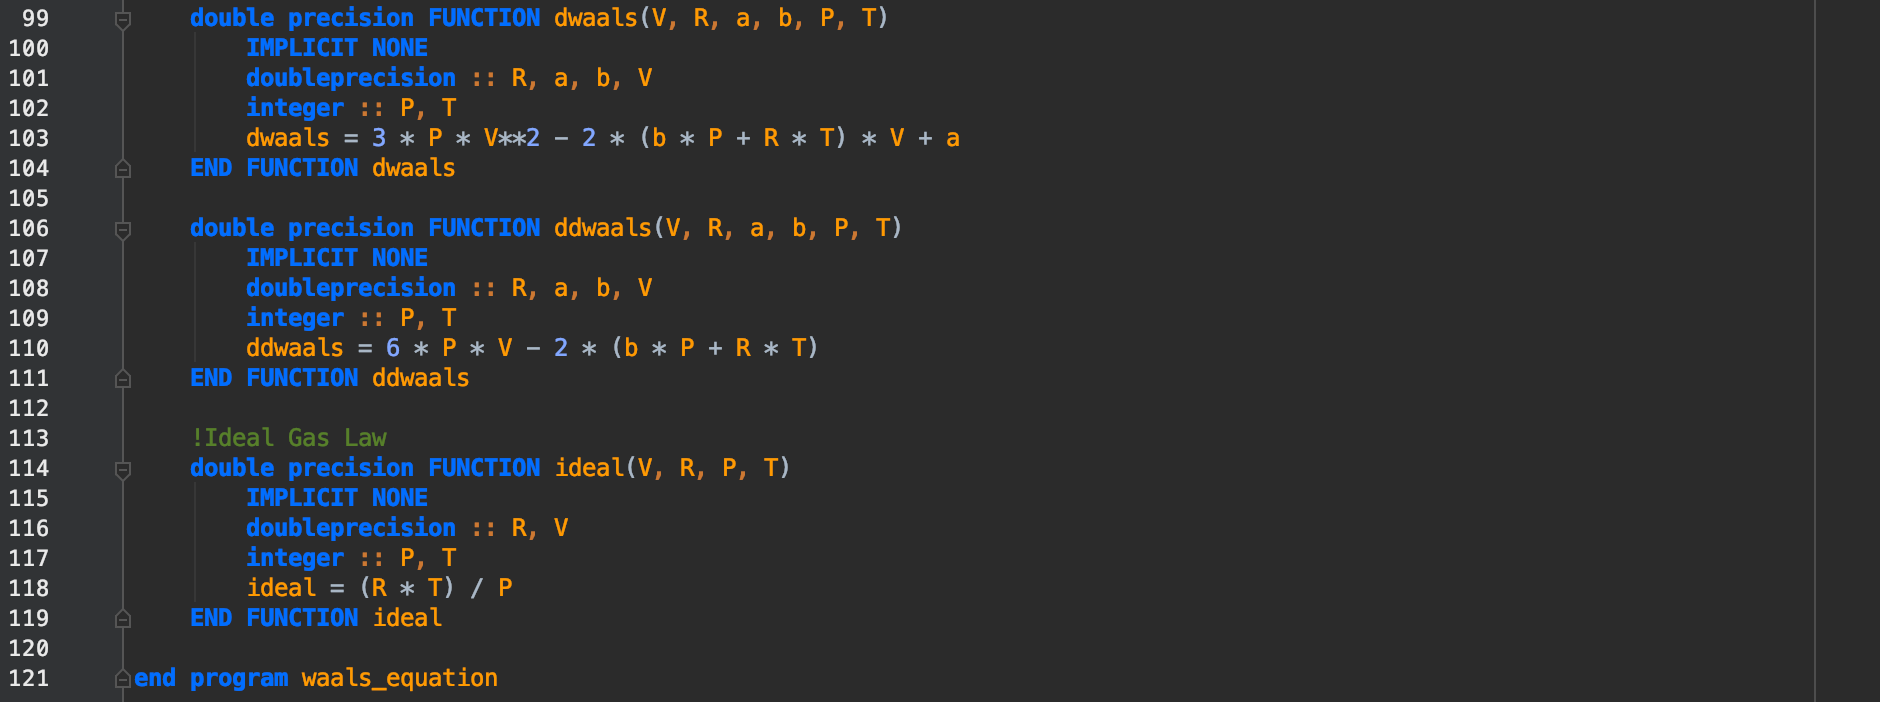 99 double precision FUNCTION dwaals(V, R, a, b, P, T)
100 IMPLICIT NONE
101 doubleprecision :: R, a, b, V
102 integer :: P, T
103 dwaals = 3 * P * V**2 - 2 * (b * P + R * T) * V + a
104 END FUNCTION dwaals
105
106 double precision FUNCTION ddwaals(V, R, a, b, P, T)
107 IMPLICIT NONE
108 doubleprecision :: R, a, b, V
109 integer :: P, T
110 ddwaals = 6 * P * V - 2 * (b * P + R * T)
111 END FUNCTION ddwaals
112
113 !Ideal Gas Law
114 double precision FUNCTION ideal(V, R, P, T)
115 IMPLICIT NONE
116 doubleprecision :: R, V
117 integer :: P, T
118 ideal = (R * T) / P
119 END FUNCTION ideal
120
121 end program waals_equation